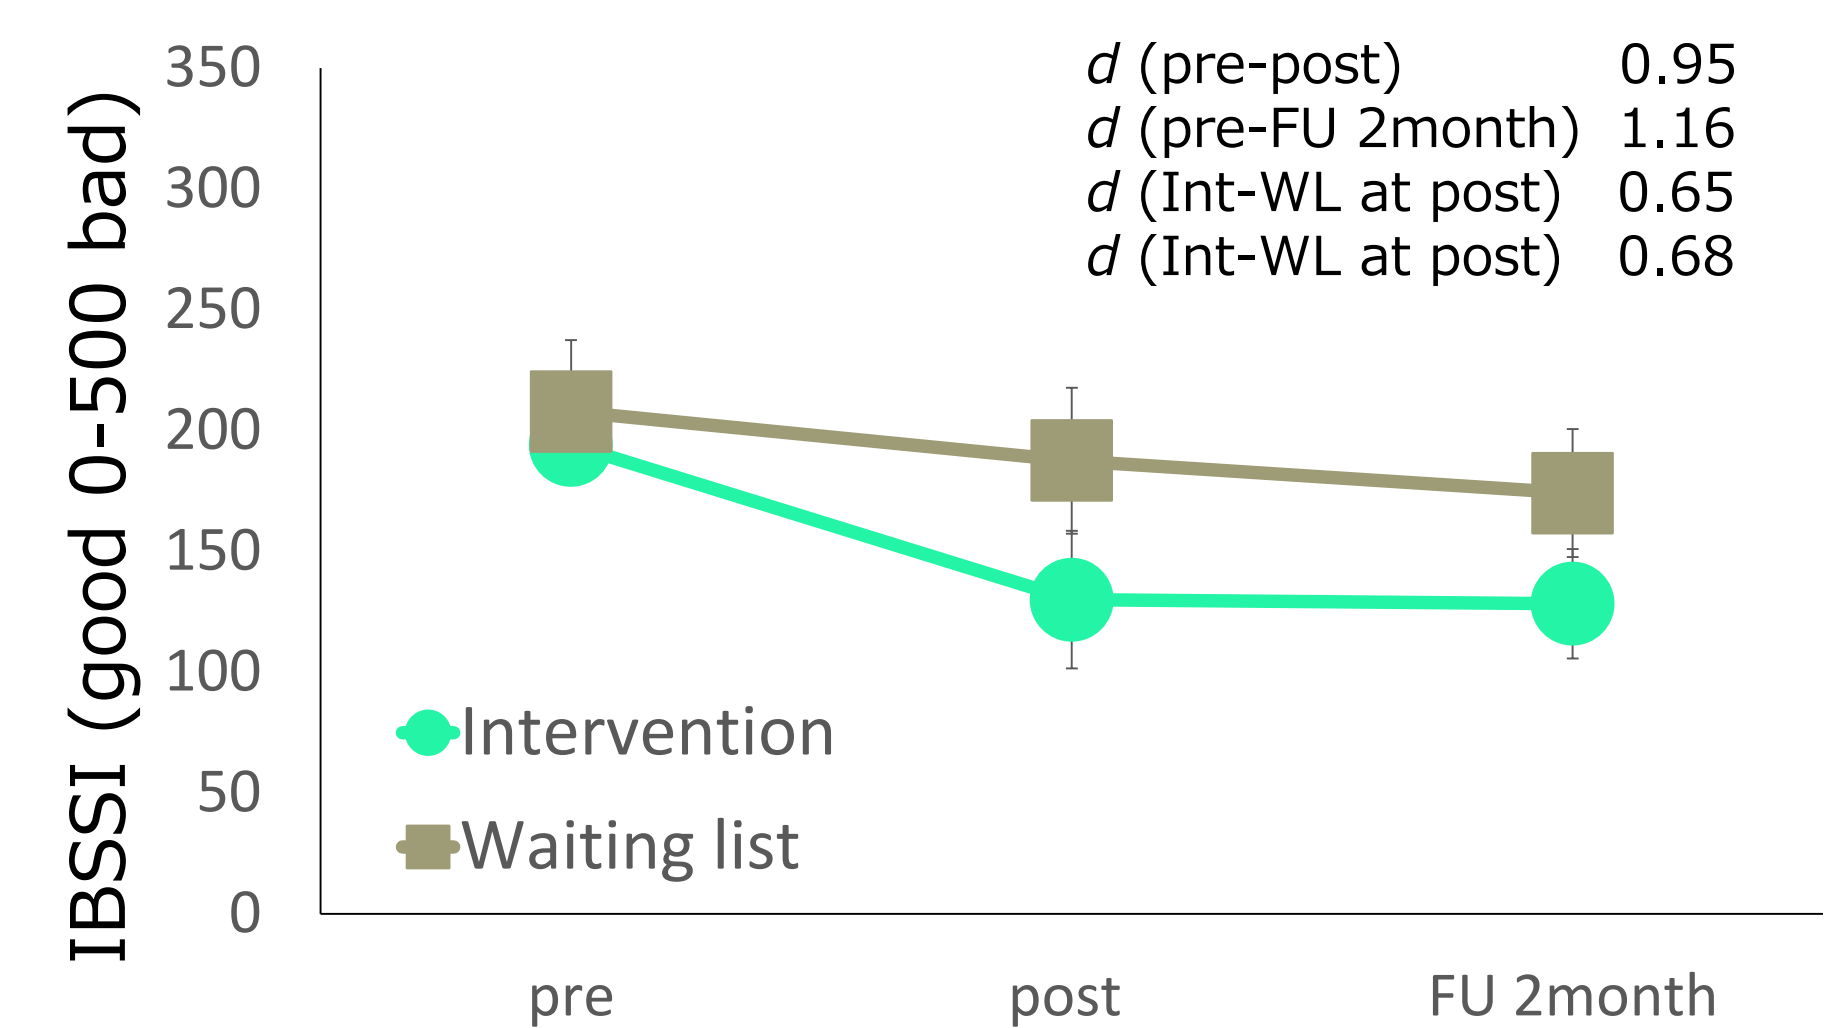 IBSSI (good 0-500 bad)
350
300
250
200
150
100
50
0
d (pre-post) 0.95
d (pre-FU 2month) 1.16
d (Int-WL at post) 0.65
d (Int-WL at post) 0.68
Intervention
Waiting list
pre
post
FU 2month